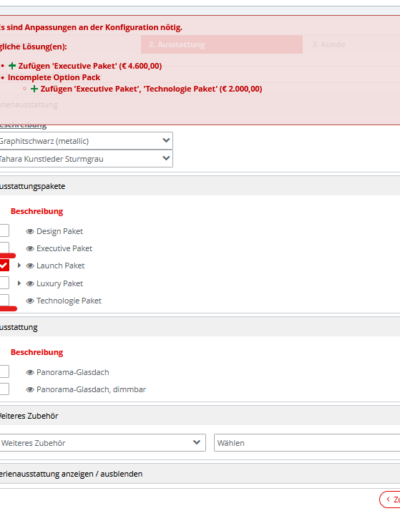 Es sind Anpassungen an der Konfiguration nötig.
2. Ausstattung
3. Kunde
gliche Lösung(en):
Zufügen 'Executive Paket' (€ 4.600,00)
Incomplete Option Pack
Zufügen 'Executive Paket', 'Technologie Paket' (€ 2.000,00)
erienausstattung
Beschreibung
Graphitschwarz (metallic)
Tahara Kunstleder Sturmgrau
usstattungspakete
Beschreibung
Design Paket
Executive Paket
Launch Paket
Luxury Paket
Technologie Paket
usstattung
Beschreibung
Panorama-Glasdach
Panorama-Glasdach, dimmbar
Weiteres Zubehör
Weiteres Zubehör
Wählen
erienausstattung anzeigen / ausblenden
Zu